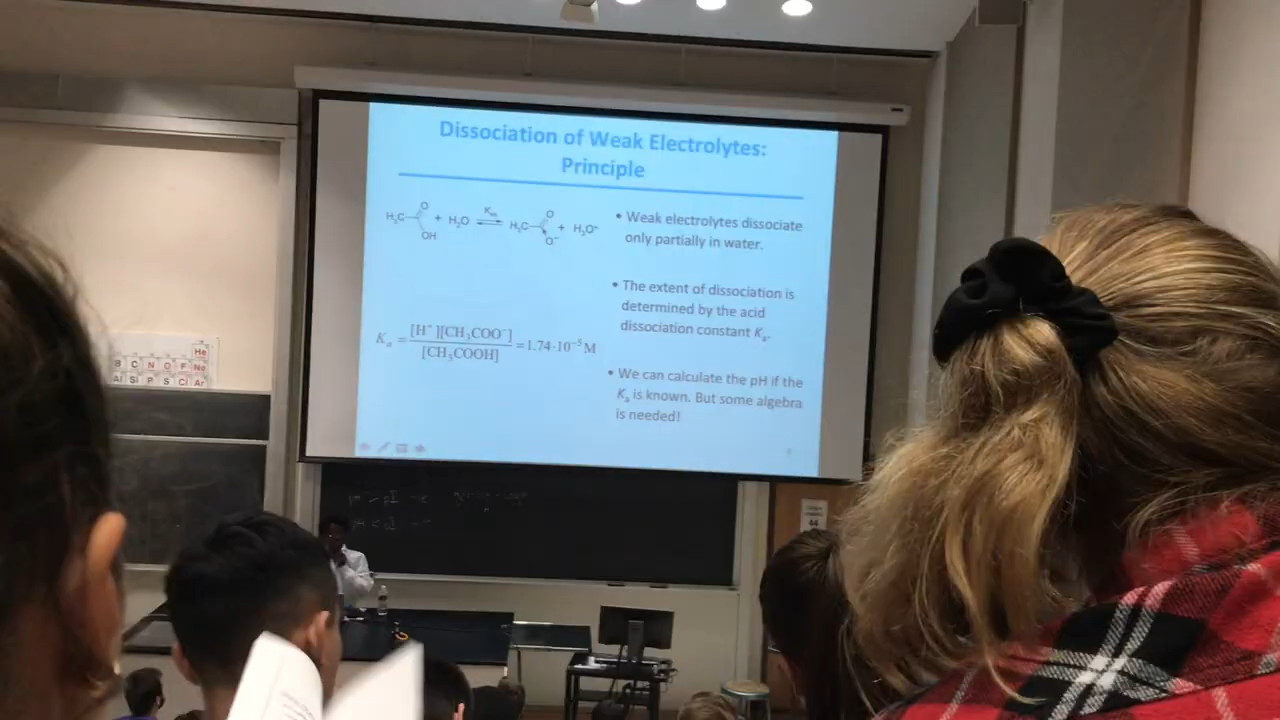 Dissociation of Weak Electrolytes:
Principle
H₃C O OH + H₂O Keq H₃C O O⁻ + H₃O⁺
• Weak electrolytes dissociate
only partially in water.
• The extent of dissociation is
determined by the acid
dissociation constant Kₐ.
Kₐ = [H⁺][CH₃COO⁻] / [CH₃COOH] = 1.74·10⁻⁵ M
• We can calculate the pH if the
Kₐ is known. But some algebra
is needed!
He
B C N O F Ne
Al Si P S Cl Ar
44